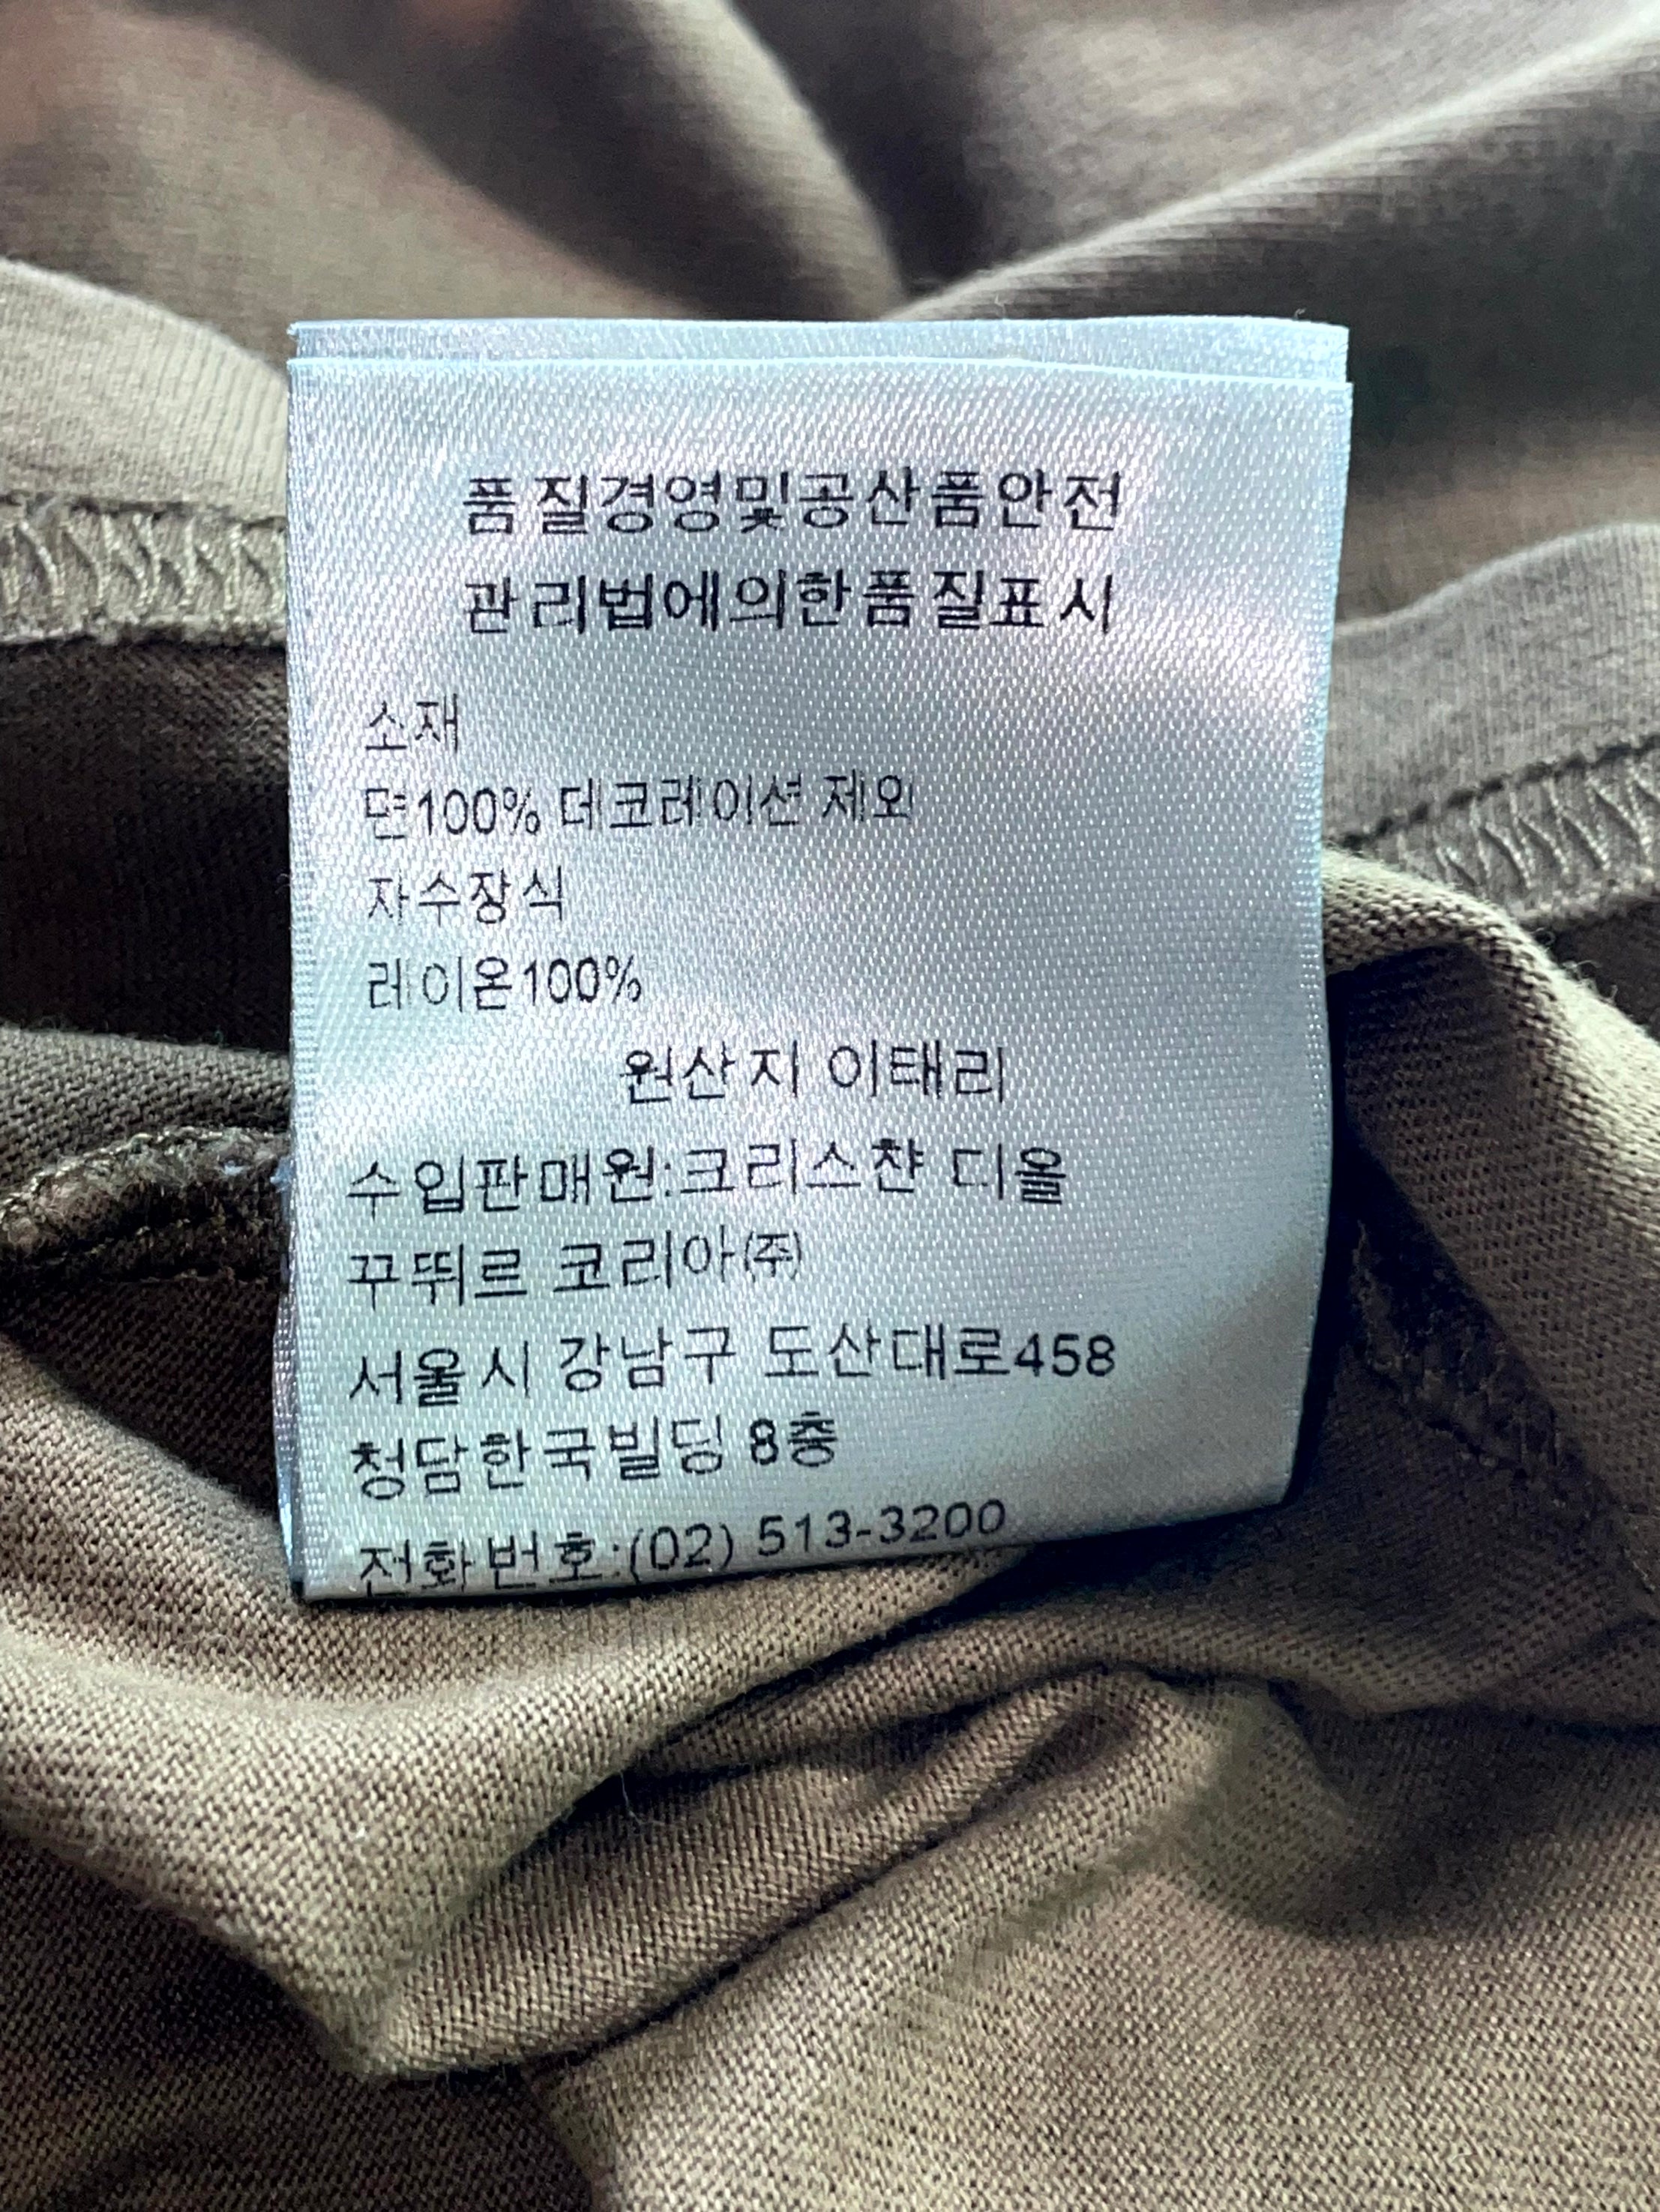 품질경영및공산품안전
관리법에의한품질표시
소재
면100% 데코레이션 제외
자수장식
레이온100%
원산지 이태리
수입판매원:크리스챤 디올
꾸뛰르 코리아(주)
서울시 강남구 도산대로458
청담한국빌딩 8층
전화번호:(02) 513-3200